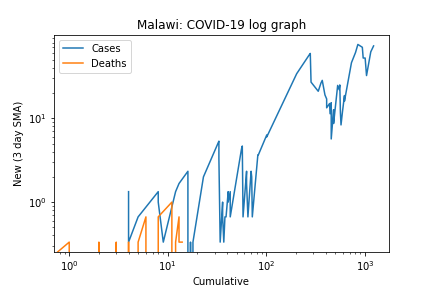 Malawi: COVID-19 log graph
Cases
Deaths
New (3 day SMA)
10¹
10⁰
10⁰ 10¹ 10² 10³
Cumulative